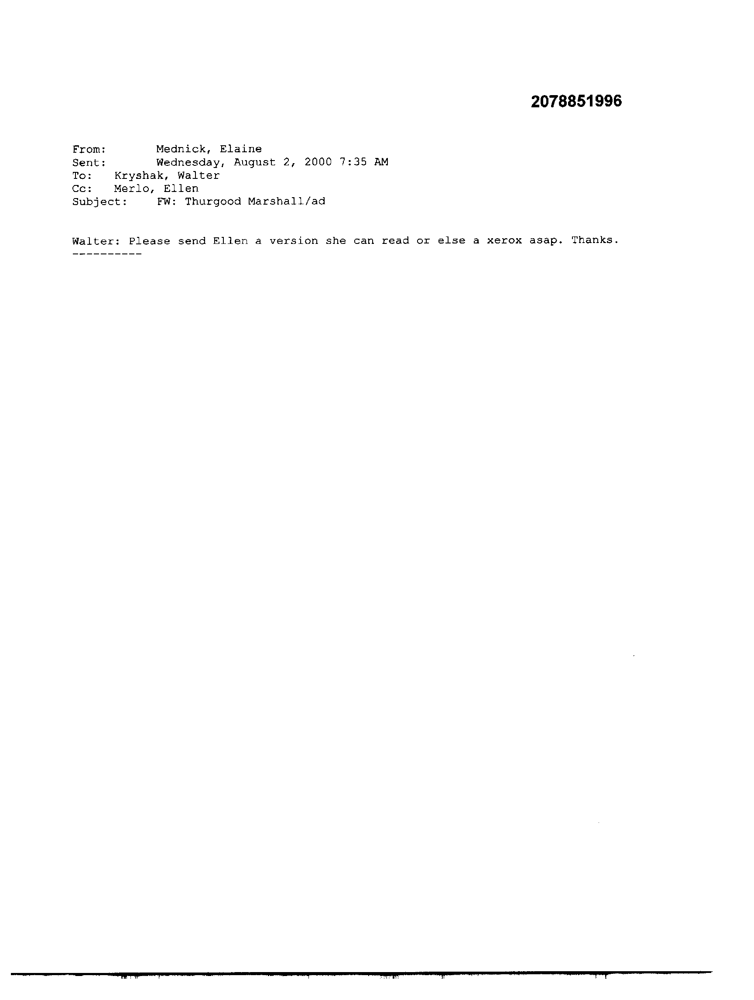 2078851996
From: Mednick, Elaine
Sent: Wednesday, August 2, 2000 7:35 AM
To: Kryshak, Walter
Cc: Merlo, Ellen
Subject: FW: Thurgood Marshall/ad
Walter: Please send Ellen a version she can read or else a xerox asap. Thanks.
----------